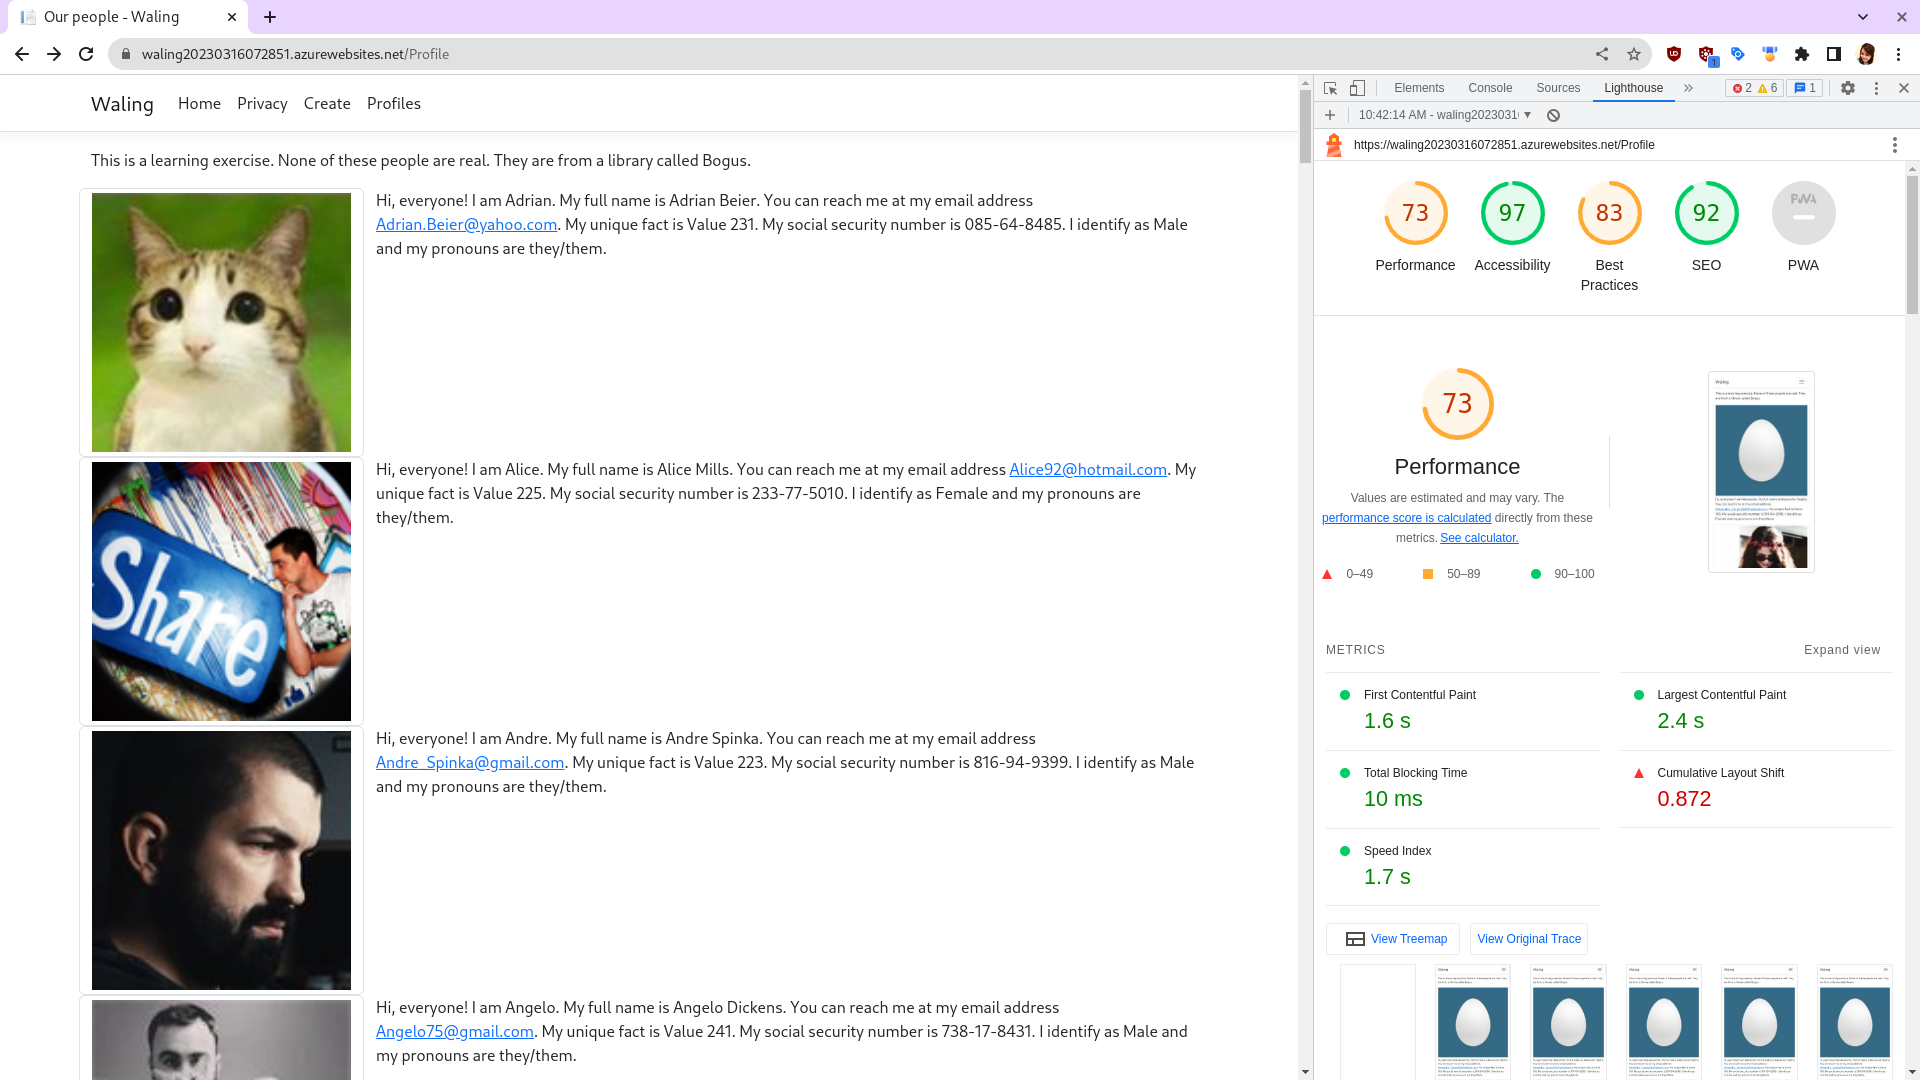 Our people - Waling
waling20230316072851.azurewebsites.net/Profile
1
Waling Home Privacy Create Profiles
This is a learning exercise. None of these people are real. They are from a library called Bogus.
Hi, everyone! I am Adrian. My full name is Adrian Beier. You can reach me at my email address
Adrian.Beier@yahoo.com. My unique fact is Value 231. My social security number is 085-64-8485. I identify as Male
and my pronouns are they/them.
Share
Hi, everyone! I am Alice. My full name is Alice Mills. You can reach me at my email address Alice92@hotmail.com. My
unique fact is Value 225. My social security number is 233-77-5010. I identify as Female and my pronouns are
they/them.
Hi, everyone! I am Andre. My full name is Andre Spinka. You can reach me at my email address
Andre_Spinka@gmail.com. My unique fact is Value 223. My social security number is 816-94-9399. I identify as Male
and my pronouns are they/them.
Hi, everyone! I am Angelo. My full name is Angelo Dickens. You can reach me at my email address
Angelo75@gmail.com. My unique fact is Value 241. My social security number is 738-17-8431. I identify as Male and
my pronouns are they/them.
Elements Console Sources Lighthouse » 2 6 1
10:42:14 AM - waling2023031
https://waling20230316072851.azurewebsites.net/Profile
73 97 83 92 PWA
Performance Accessibility Best Practices SEO PWA
73
Performance
Values are estimated and may vary. The
performance score is calculated directly from these
metrics. See calculator.
0–49 50–89 90–100
Waling
METRICS Expand view
First Contentful Paint
1.6 s
Largest Contentful Paint
2.4 s
Total Blocking Time
10 ms
Cumulative Layout Shift
0.872
Speed Index
1.7 s
View Treemap View Original Trace